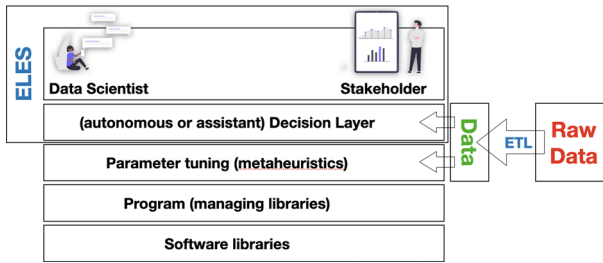 ELES
Data Scientist
Stakeholder
(autonomous or assistant) Decision Layer
Parameter tuning (metaheuristics)
Program (managing libraries)
Software libraries
Data
ETL
Raw
Data